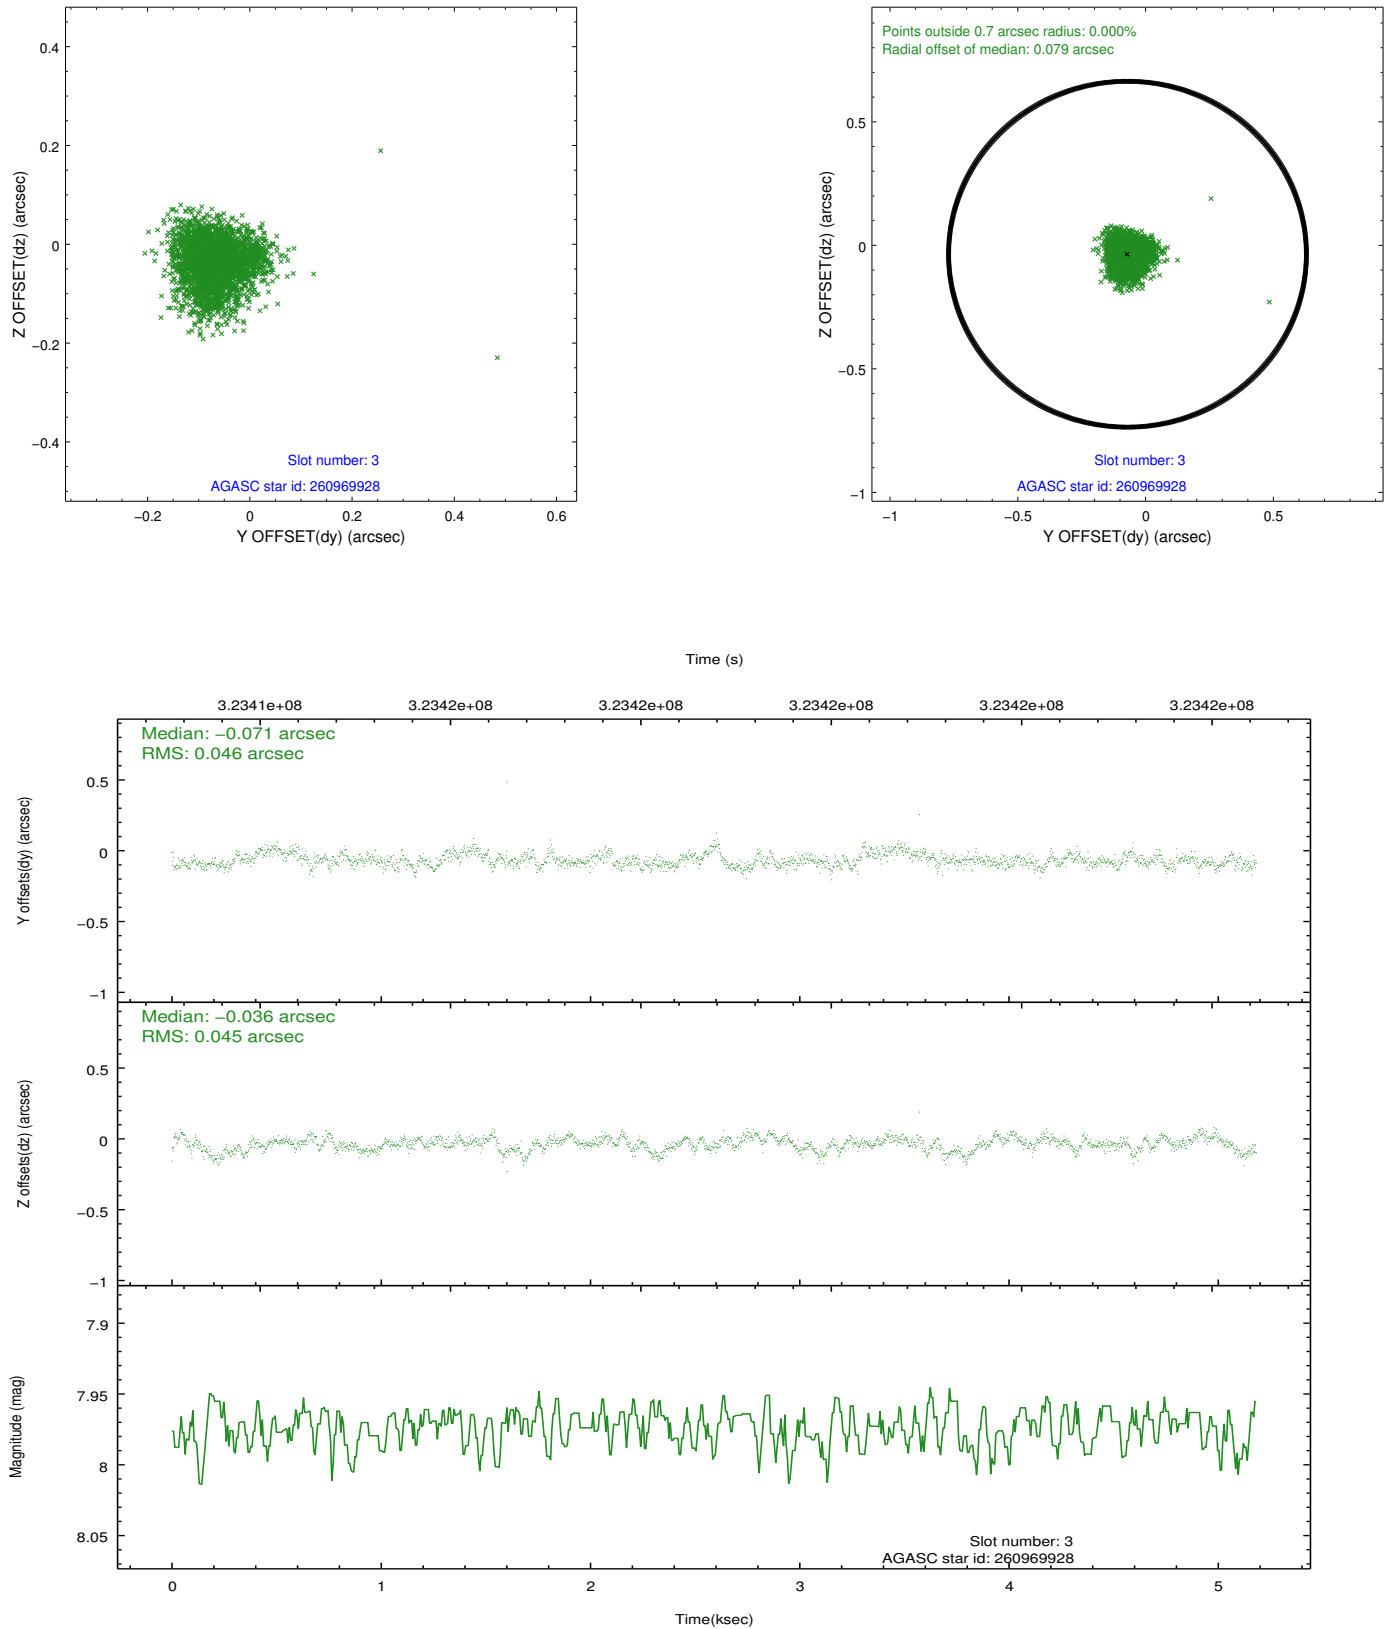 0.4
0.2
0
−0.2
−0.4
Z OFFSET(dz) (arcsec)
Slot number: 3
AGASC star id: 260969928
−0.2 0 0.2 0.4 0.6
Y OFFSET(dy) (arcsec)
Points outside 0.7 arcsec radius: 0.000%
Radial offset of median: 0.079 arcsec
0.5
0
−0.5
−1
Z OFFSET(dz) (arcsec)
Slot number: 3
AGASC star id: 260969928
−1 −0.5 0 0.5
Y OFFSET(dy) (arcsec)
Time (s)
3.2341e+08 3.2342e+08 3.2342e+08 3.2342e+08 3.2342e+08 3.2342e+08
Median: −0.071 arcsec
RMS: 0.046 arcsec
0.5
0
−0.5
−1
Y offsets(dy) (arcsec)
Median: −0.036 arcsec
RMS: 0.045 arcsec
0.5
0
−0.5
−1
Z offsets(dz) (arcsec)
7.9
7.95
8
8.05
Magnitude (mag)
Slot number: 3
AGASC star id: 260969928
0 1 2 3 4 5
Time(ksec)